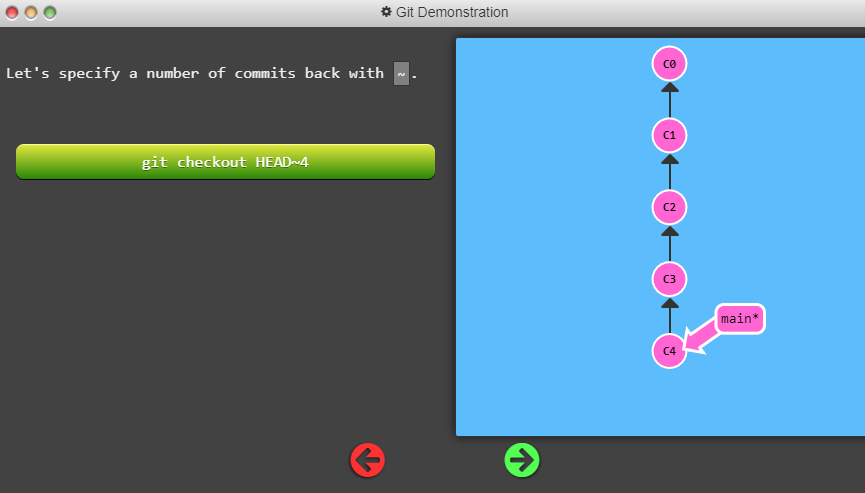 Git Demonstration
Let's specify a number of commits back with ~.
git checkout HEAD~4
C0
C1
C2
C3
main*
C4